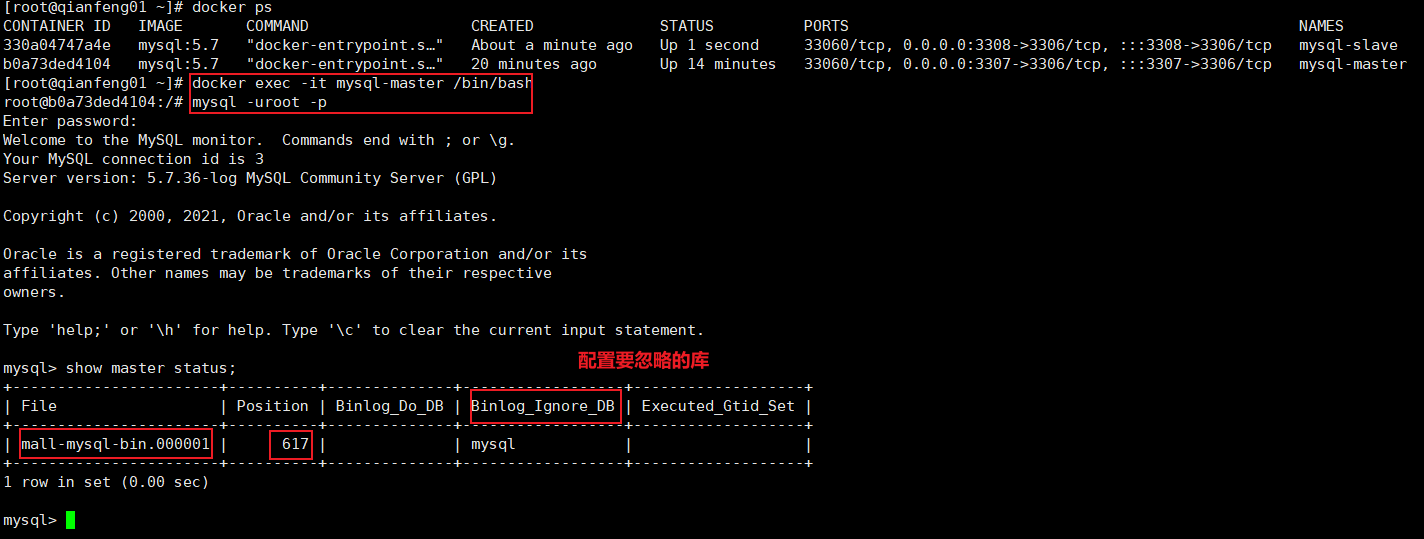 [root@qianfeng01 ~]# docker ps
CONTAINER ID   IMAGE       COMMAND                  CREATED              STATUS          PORTS                                                  NAMES
330a04747a4e   mysql:5.7   "docker-entrypoint.s…"   About a minute ago   Up 1 second     33060/tcp, 0.0.0.0:3308->3306/tcp, :::3308->3306/tcp   mysql-slave
b0a73ded4104   mysql:5.7   "docker-entrypoint.s…"   20 minutes ago       Up 14 minutes   33060/tcp, 0.0.0.0:3307->3306/tcp, :::3307->3306/tcp   mysql-master
[root@qianfeng01 ~]# docker exec -it mysql-master /bin/bash
root@b0a73ded4104:/# mysql -uroot -p
Enter password:
Welcome to the MySQL monitor.  Commands end with ; or \g.
Your MySQL connection id is 3
Server version: 5.7.36-log MySQL Community Server (GPL)

Copyright (c) 2000, 2021, Oracle and/or its affiliates.

Oracle is a registered trademark of Oracle Corporation and/or its
affiliates. Other names may be trademarks of their respective
owners.

Type 'help;' or '\h' for help. Type '\c' to clear the current input statement.

配置要忽略的库
mysql> show master status;
+-----------------------+----------+--------------+------------------+-------------------+
| File                  | Position | Binlog_Do_DB | Binlog_Ignore_DB | Executed_Gtid_Set |
+-----------------------+----------+--------------+------------------+-------------------+
| mall-mysql-bin.000001 |      617 |              | mysql            |                   |
+-----------------------+----------+--------------+------------------+-------------------+
1 row in set (0.00 sec)

mysql>